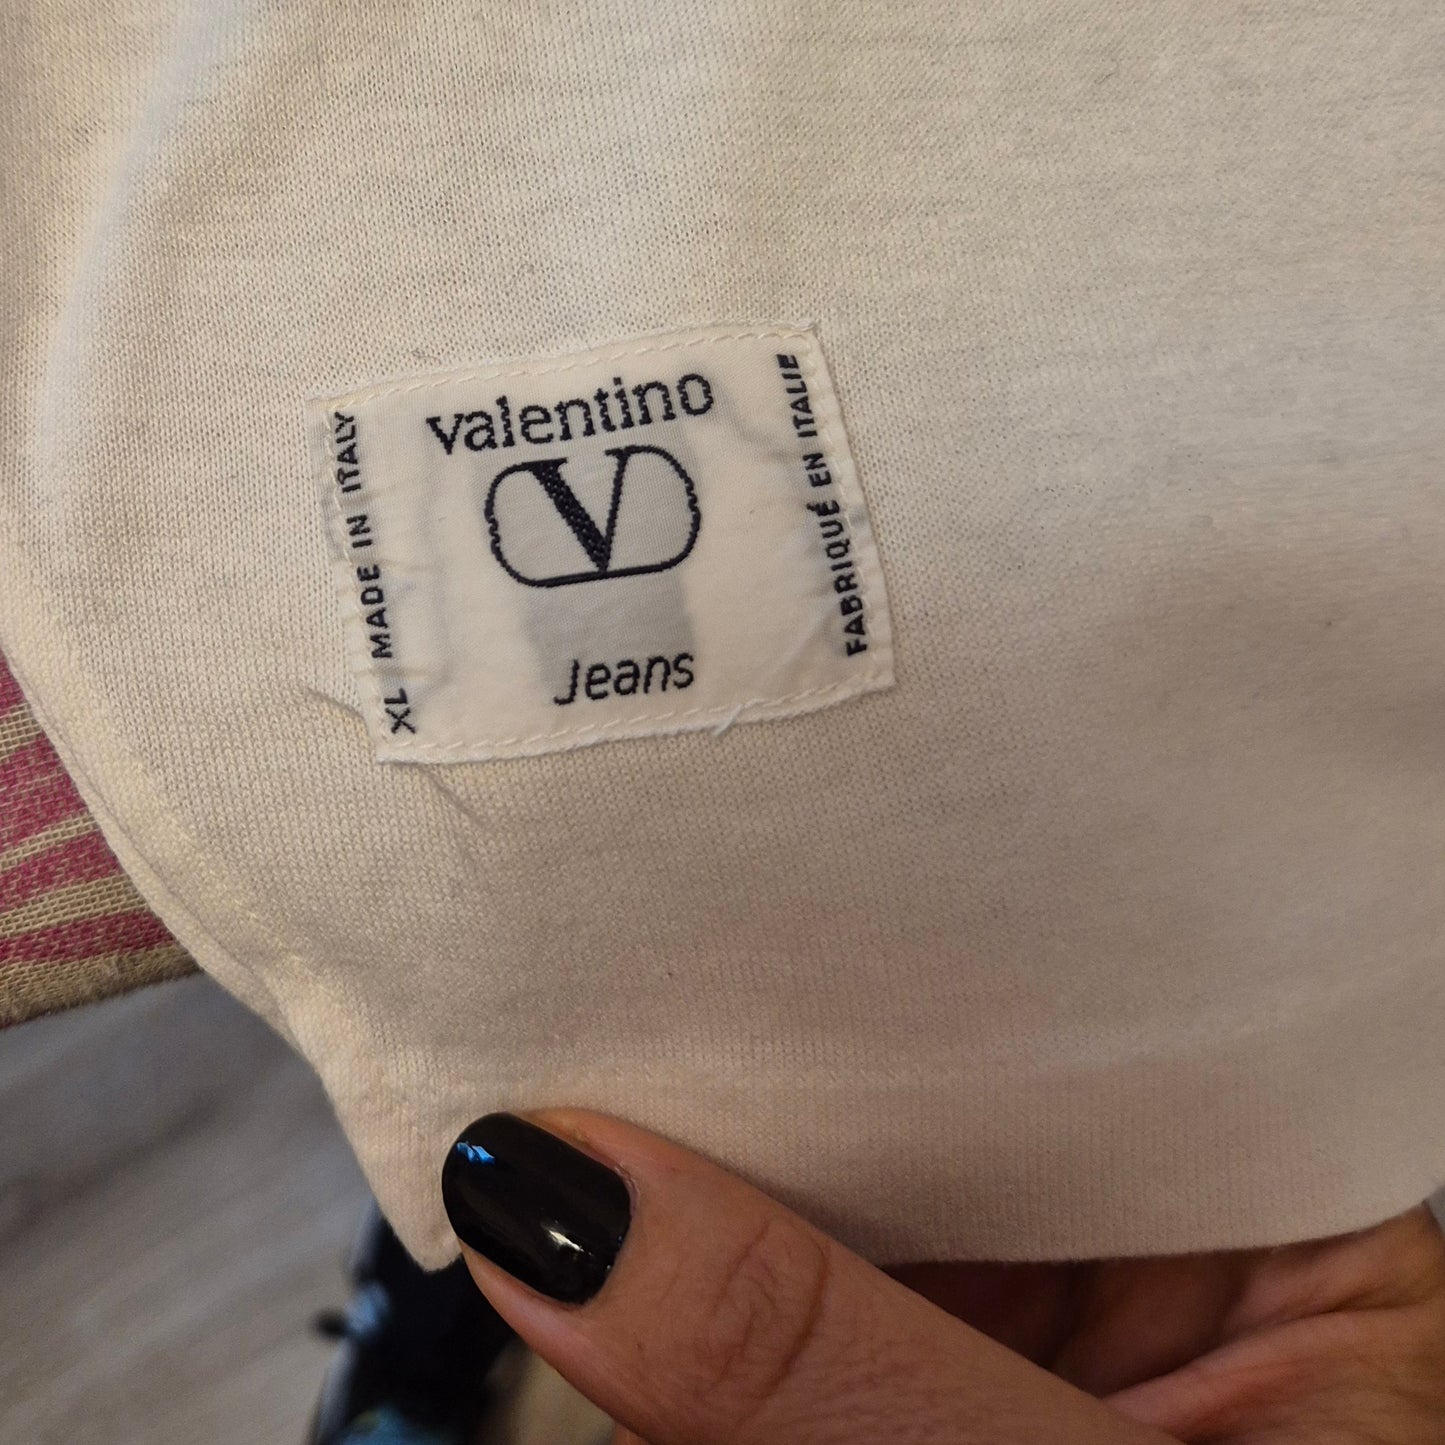 valentino
V
Jeans
XL MADE IN ITALY
FABRIQUÉ EN ITALIE